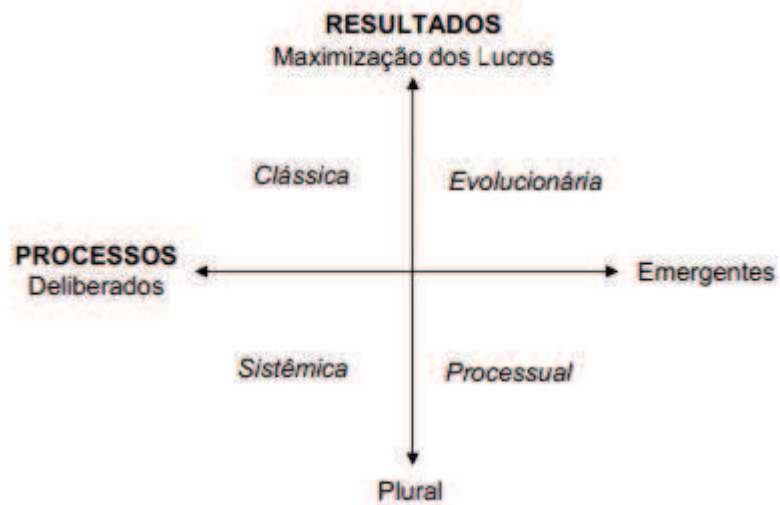 RESULTADOS
Maximização dos Lucros
Clássica
Evolucionária
PROCESSOS
Deliberados
Emergentes
Sistêmica
Processual
Plural